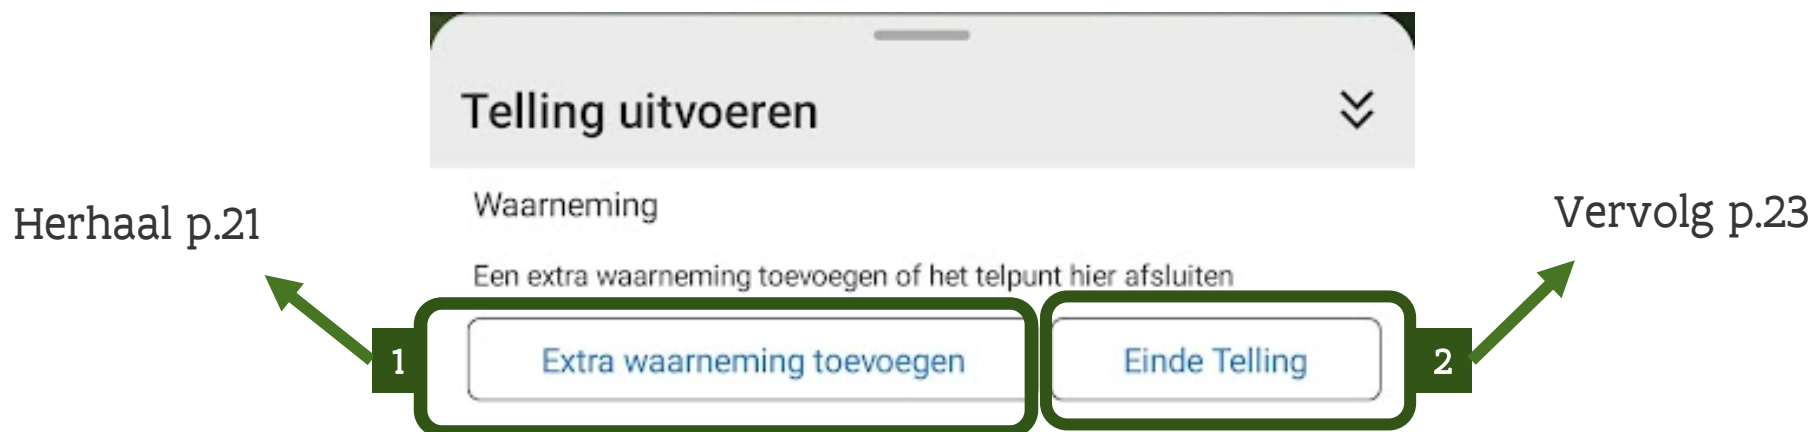 Telling uitvoeren
Waarneming
Herhaal p.21
Vervolg p.23
Een extra waarneming toevoegen of het telpunt hier afsluiten
1
Extra waarneming toevoegen
Einde Telling
2